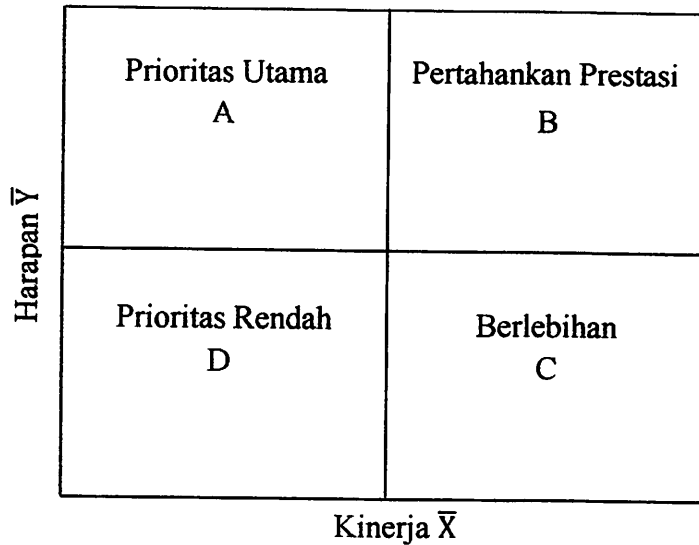 Prioritas Utama
A
Pertahankan Prestasi
B
Harapan Y̅
Prioritas Rendah
D
Berlebihan
C
Kinerja X̅